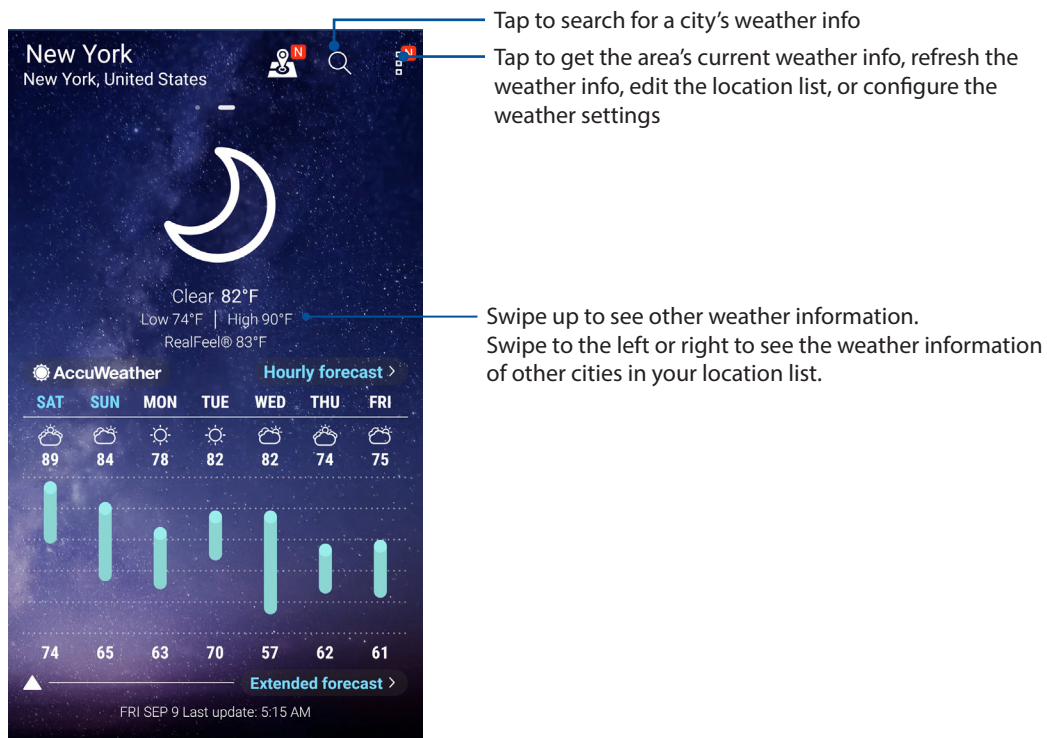 Tap to search for a city's weather info
Tap to get the area's current weather info, refresh the
weather info, edit the location list, or configure the
weather settings
New York
New York, United States
N
N
Clear 82°F
Low 74°F | High 90°F
RealFeel® 83°F
Swipe up to see other weather information.
Swipe to the left or right to see the weather information
of other cities in your location list.
AccuWeather Hourly forecast >
SAT SUN MON TUE WED THU FRI
89 84 78 82 82 74 75
74 65 63 70 57 62 61
Extended forecast >
FRI SEP 9 Last update: 5:15 AM